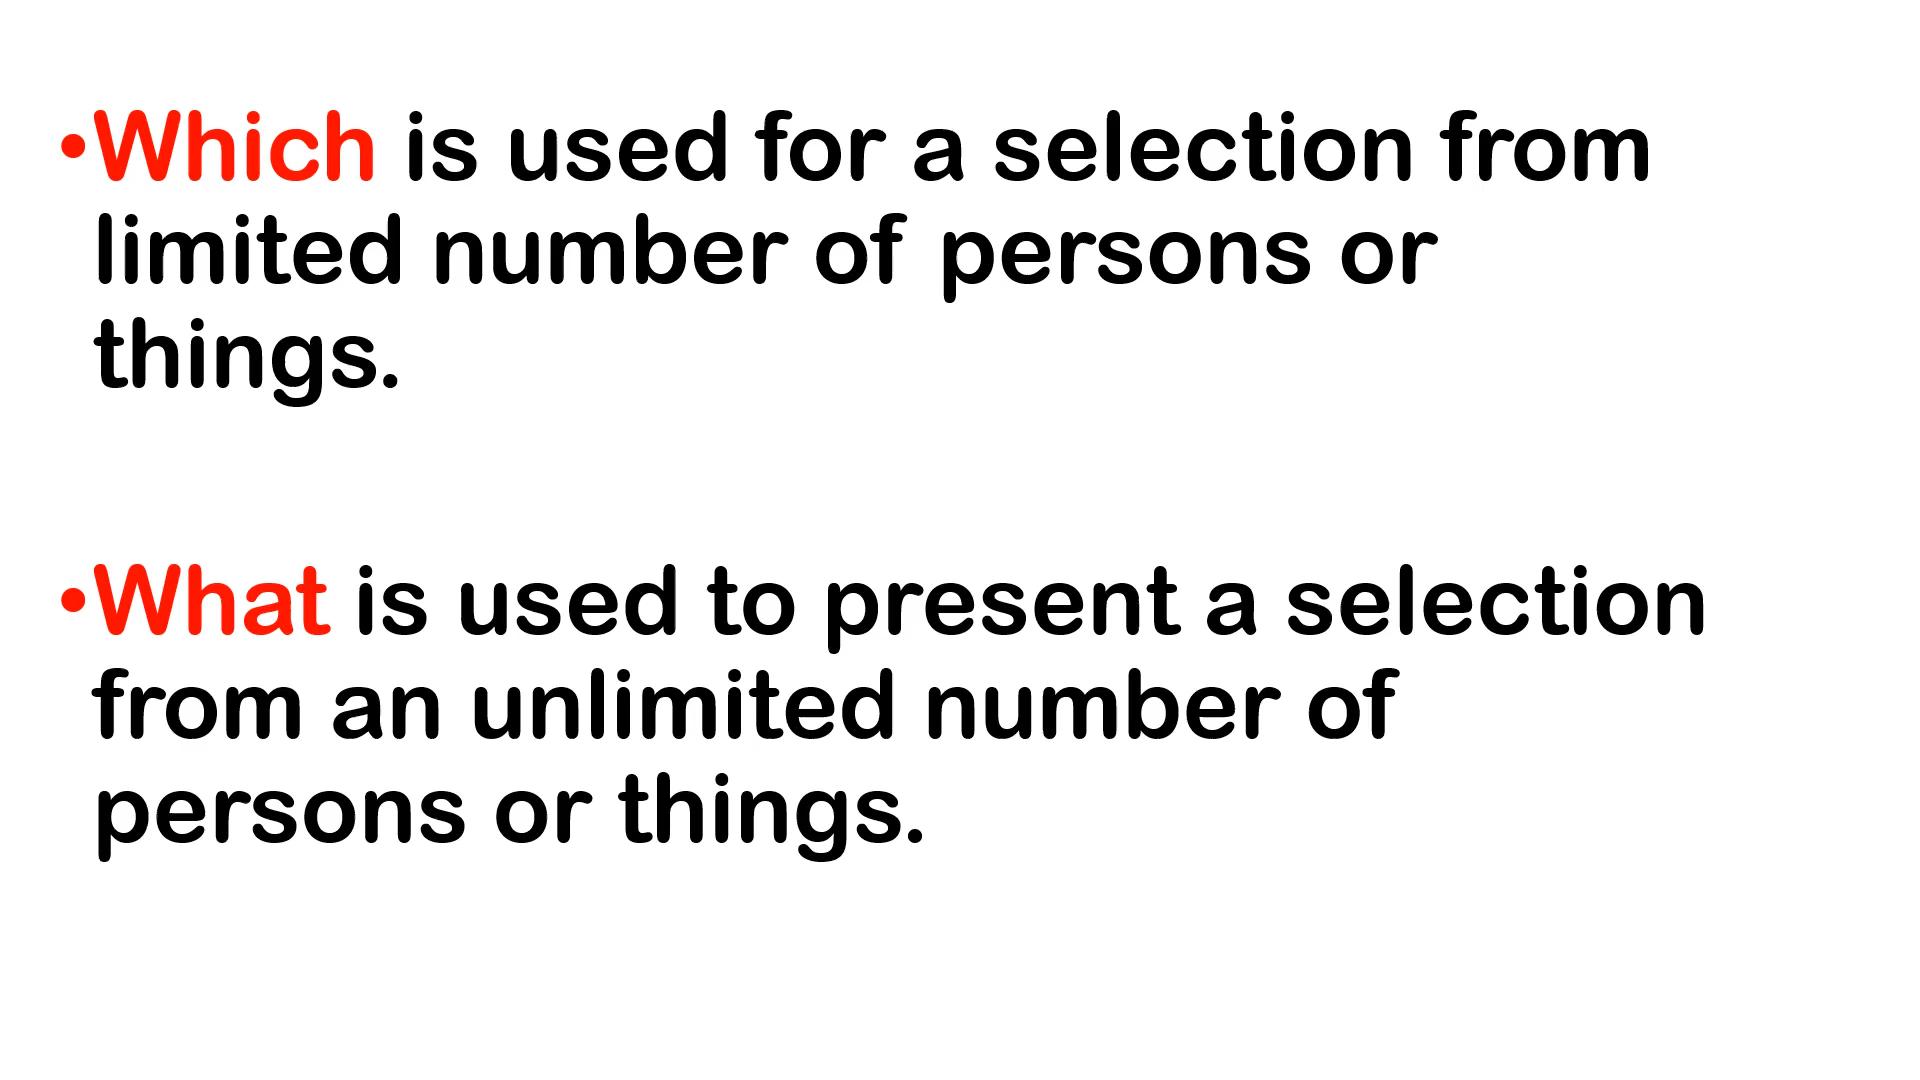 •Which is used for a selection from
limited number of persons or
things.
•What is used to present a selection
from an unlimited number of
persons or things.